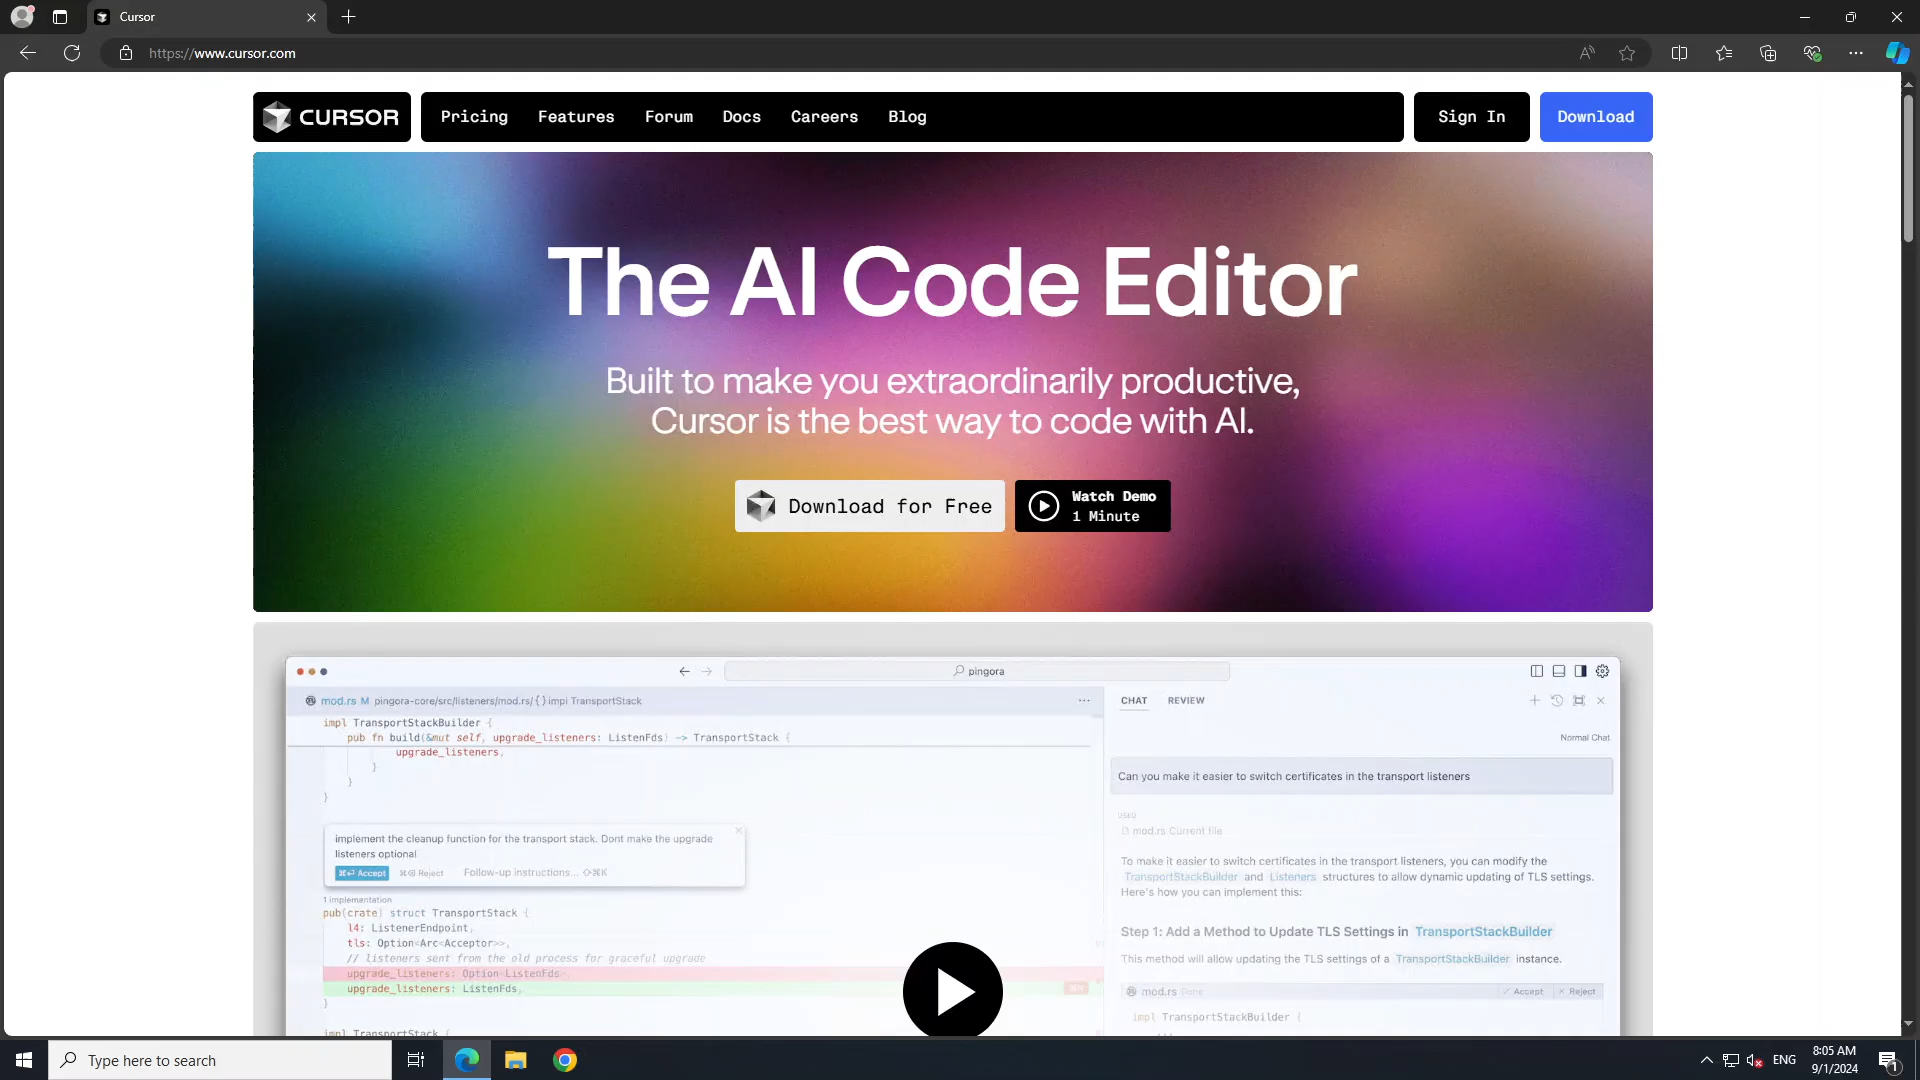 Cursor
https://www.cursor.com
CURSOR
Pricing
Features
Forum
Docs
Careers
Blog
Sign In
Download
The AI Code Editor
Built to make you extraordinarily productive,
Cursor is the best way to code with AI.
Download for Free
Watch Demo
1 Minute
pingora
mod.rs M pingora-core/src/listeners/mod.rs/{} impl TransportStack
impl TransportStackBuilder {
pub fn build(&mut self, upgrade_listeners: ListenFds) -> TransportStack {
upgrade_listeners,
}
}
}
implement the cleanup function for the transport stack. Dont make the upgrade
listeners optional
Accept
Reject
Follow-up instructions...
1 implementation
pub(crate) struct TransportStack {
l4: ListenerEndpoint,
tls: Option<Arc<Acceptor>>,
// listeners sent from the old process for graceful upgrade
upgrade_listeners: Option<ListenFds>,
upgrade_listeners: ListenFds,
}
impl TransportStack {
CHAT
REVIEW
Normal Chat
Can you make it easier to switch certificates in the transport listeners
USED
mod.rs Current file
To make it easier to switch certificates in the transport listeners, you can modify the
TransportStackBuilder and Listeners structures to allow dynamic updating of TLS settings.
Here's how you can implement this:
Step 1: Add a Method to Update TLS Settings in TransportStackBuilder
This method will allow updating the TLS settings of a TransportStackBuilder instance.
mod.rs Done
Accept
Reject
impl TransportStackBuilder {
Type here to search
ENG
8:05 AM
9/1/2024
1